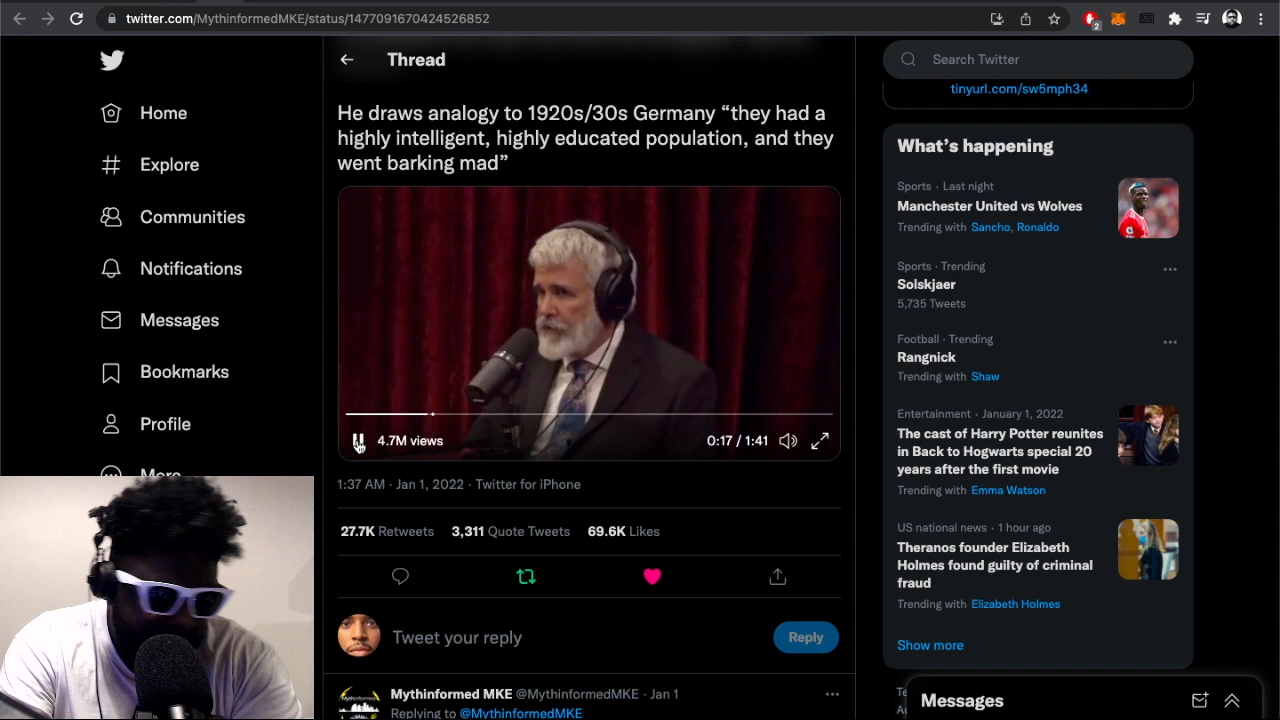 twitter.com/MythinformedMKE/status/1477091670424526852
2
Home
Explore
Communities
Notifications
Messages
Bookmarks
Profile
More
Thread
He draws analogy to 1920s/30s Germany “they had a
highly intelligent, highly educated population, and they
went barking mad”
4.7M views
0:17 / 1:41
1:37 AM · Jan 1, 2022 · Twitter for iPhone
27.7K Retweets 3,311 Quote Tweets 69.6K Likes
Tweet your reply
Reply
Mythinformed MKE @MythinformedMKE · Jan 1
Replying to @MythinformedMKE
Search Twitter
tinyurl.com/sw5mph34
What’s happening
Sports · Last night
Manchester United vs Wolves
Trending with Sancho, Ronaldo
Sports · Trending
Solskjaer
5,735 Tweets
Football · Trending
Rangnick
Trending with Shaw
Entertainment · January 1, 2022
The cast of Harry Potter reunites
in Back to Hogwarts special 20
years after the first movie
Trending with Emma Watson
US national news · 1 hour ago
Theranos founder Elizabeth
Holmes found guilty of criminal
fraud
Trending with Elizabeth Holmes
Show more
Messages